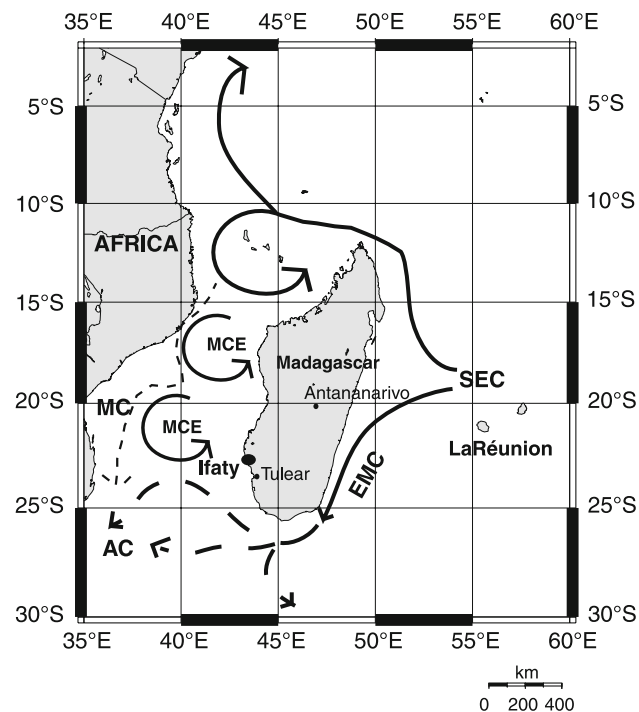 35°E 40°E 45°E 50°E 55°E 60°E
5°S 5°S
10°S 10°S
AFRICA
15°S 15°S
MCE
Madagascar
SEC
Antananarivo
20°S MC 20°S
MCE
LaRéunion
Ifaty Tulear
EMC
25°S 25°S
AC
30°S 30°S
35°E 40°E 45°E 50°E 55°E 60°E
km
0 200 400